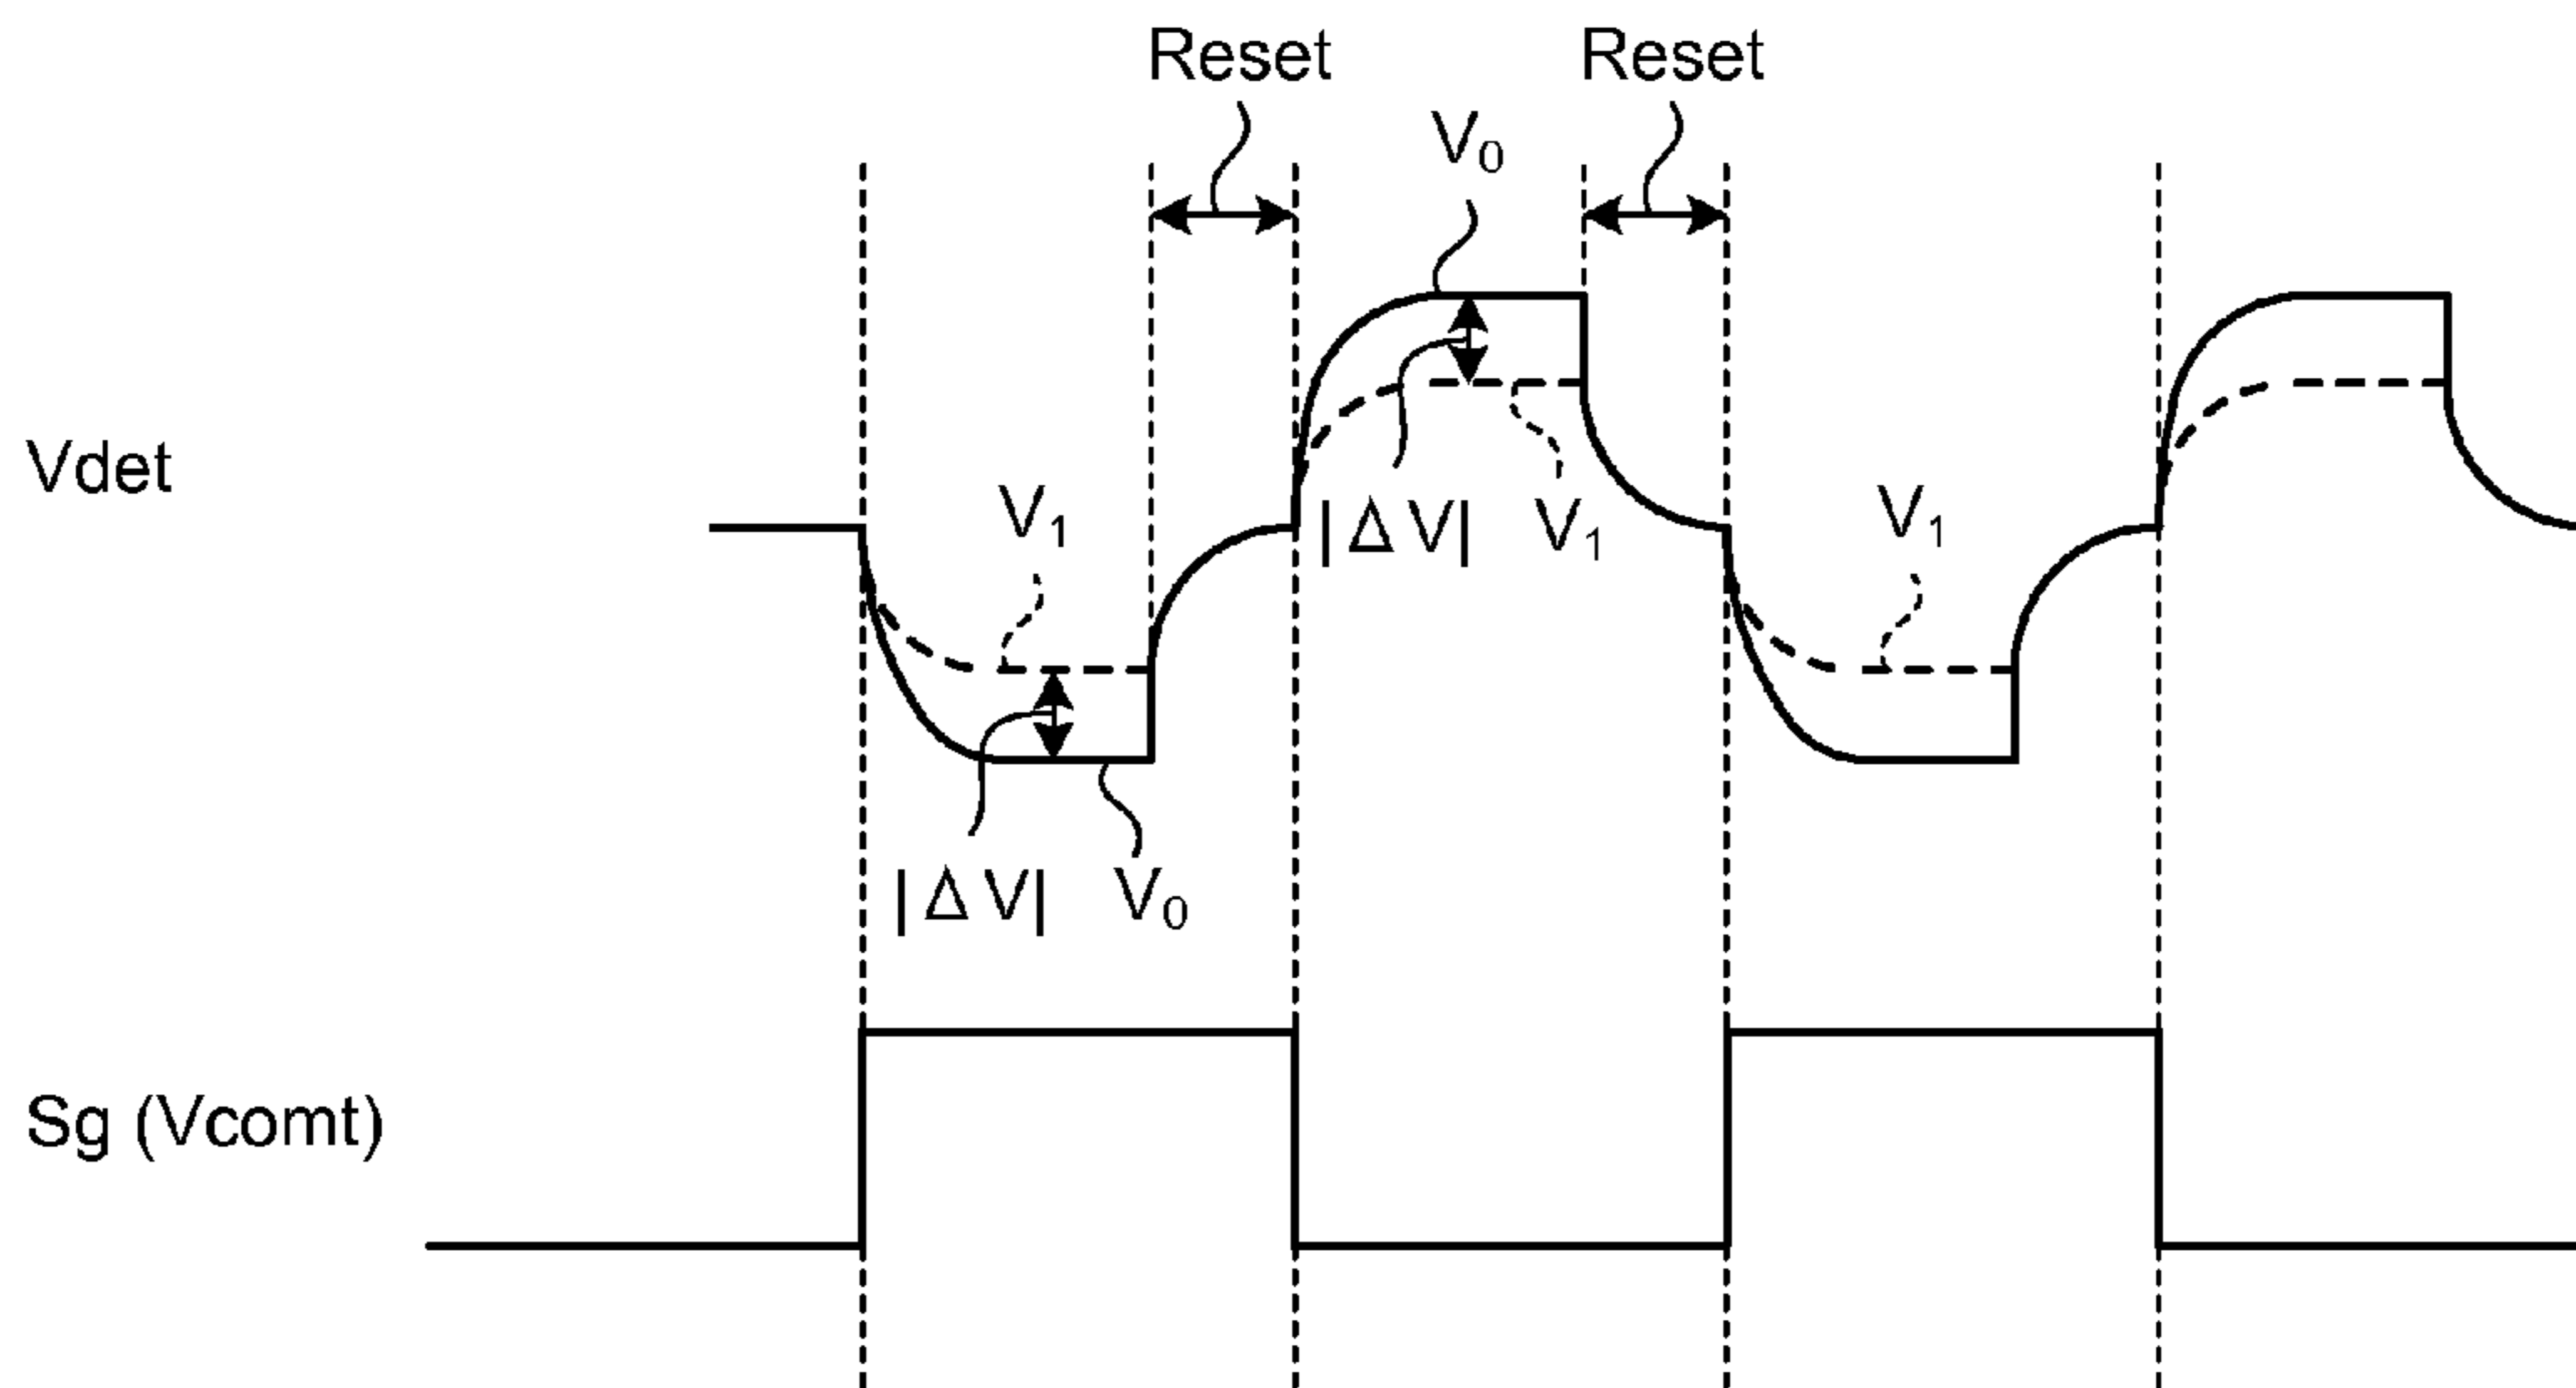 Reset Reset
V₀
Vdet
V₁ |ΔV| V₁ V₁
|ΔV| V₀
Sg (Vcomt)